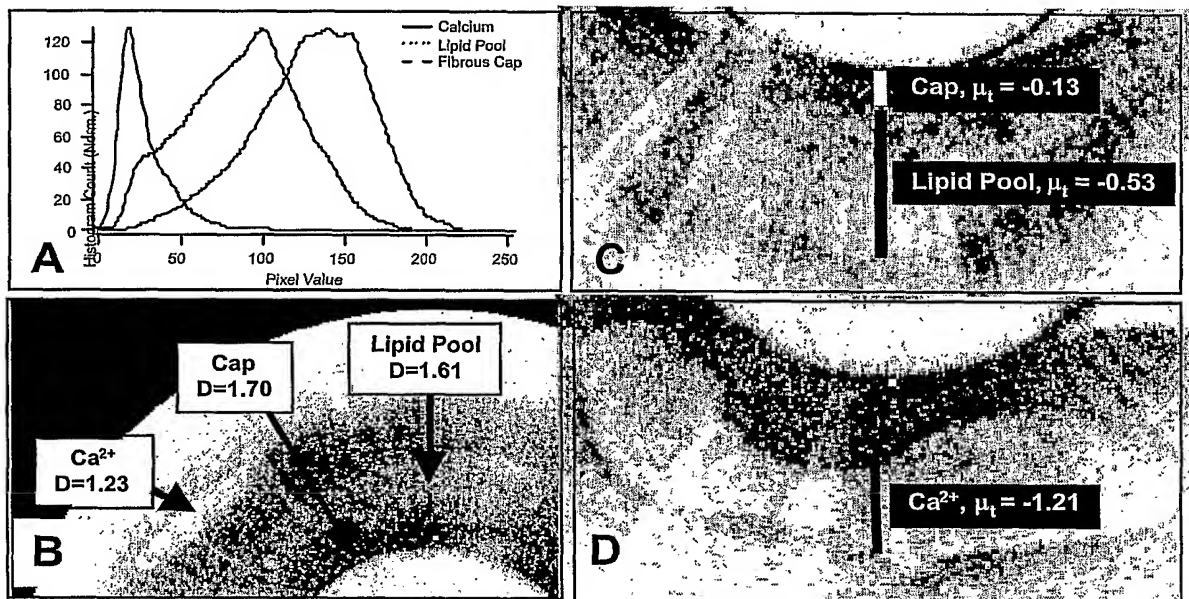 Calcium
Lipid Pool
Fibrous Cap
120
100
80
60
40
20
0
Histogram Count (Norm.)
0
50
100
150
200
250
Pixel Value
A
Cap, μt = -0.13
Lipid Pool, μt = -0.53
C
Cap
D=1.70
Lipid Pool
D=1.61
Ca²⁺
D=1.23
B
Ca²⁺, μt = -1.21
D